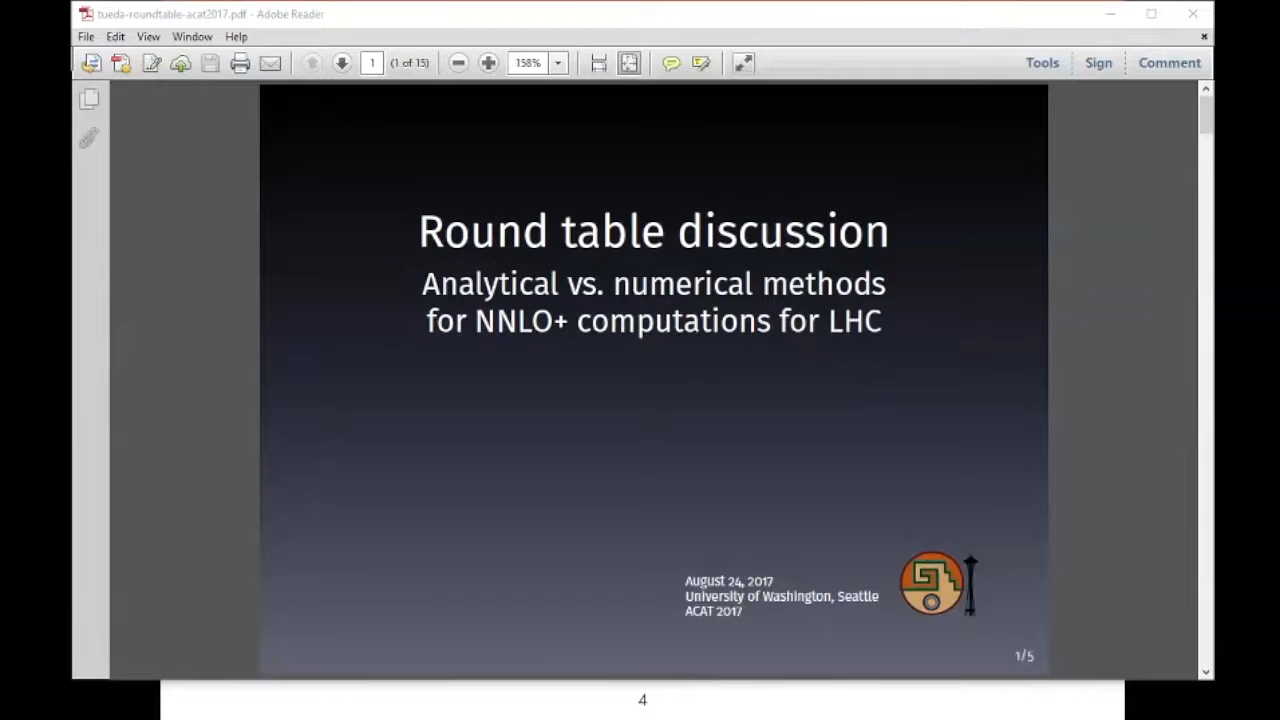 tueda-roundtable-acat2017.pdf - Adobe Reader
File Edit View Window Help
1 (1 of 15) 158% Tools Sign Comment
Round table discussion
Analytical vs. numerical methods
for NNLO+ computations for LHC
August 24, 2017
University of Washington, Seattle
ACAT 2017
1/5
4